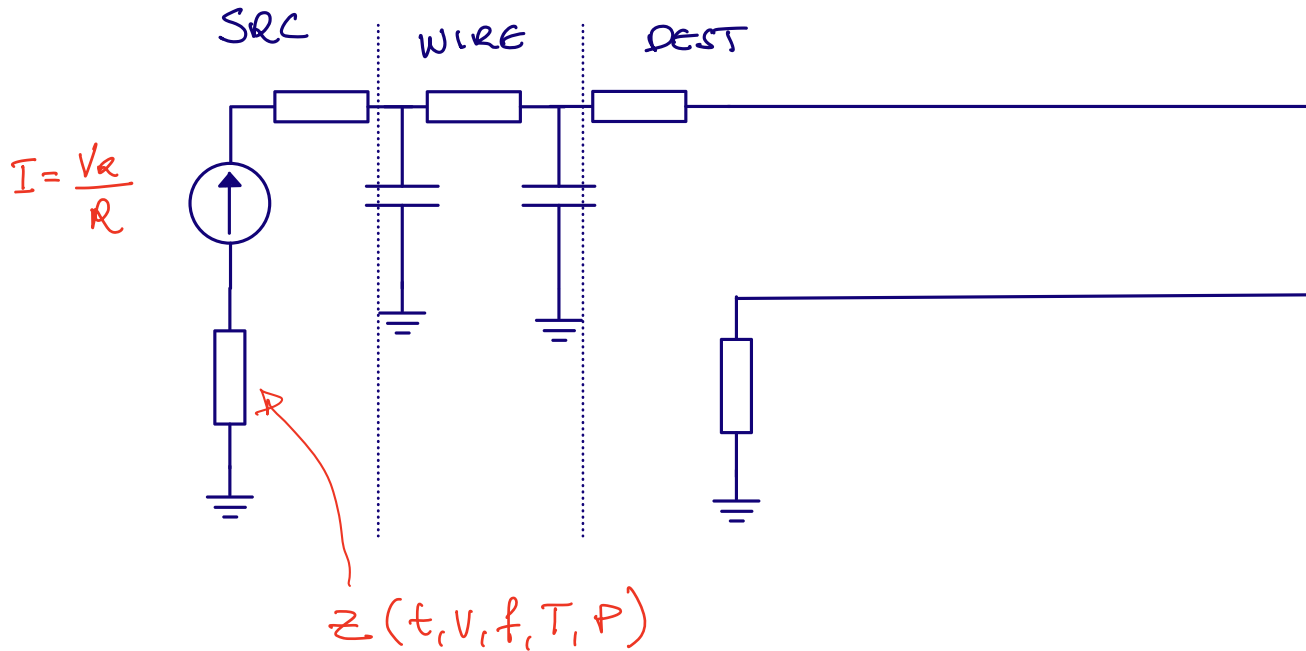 SRC
WIRE
DEST
I = VR/R
Z (t, V, f, T, P)